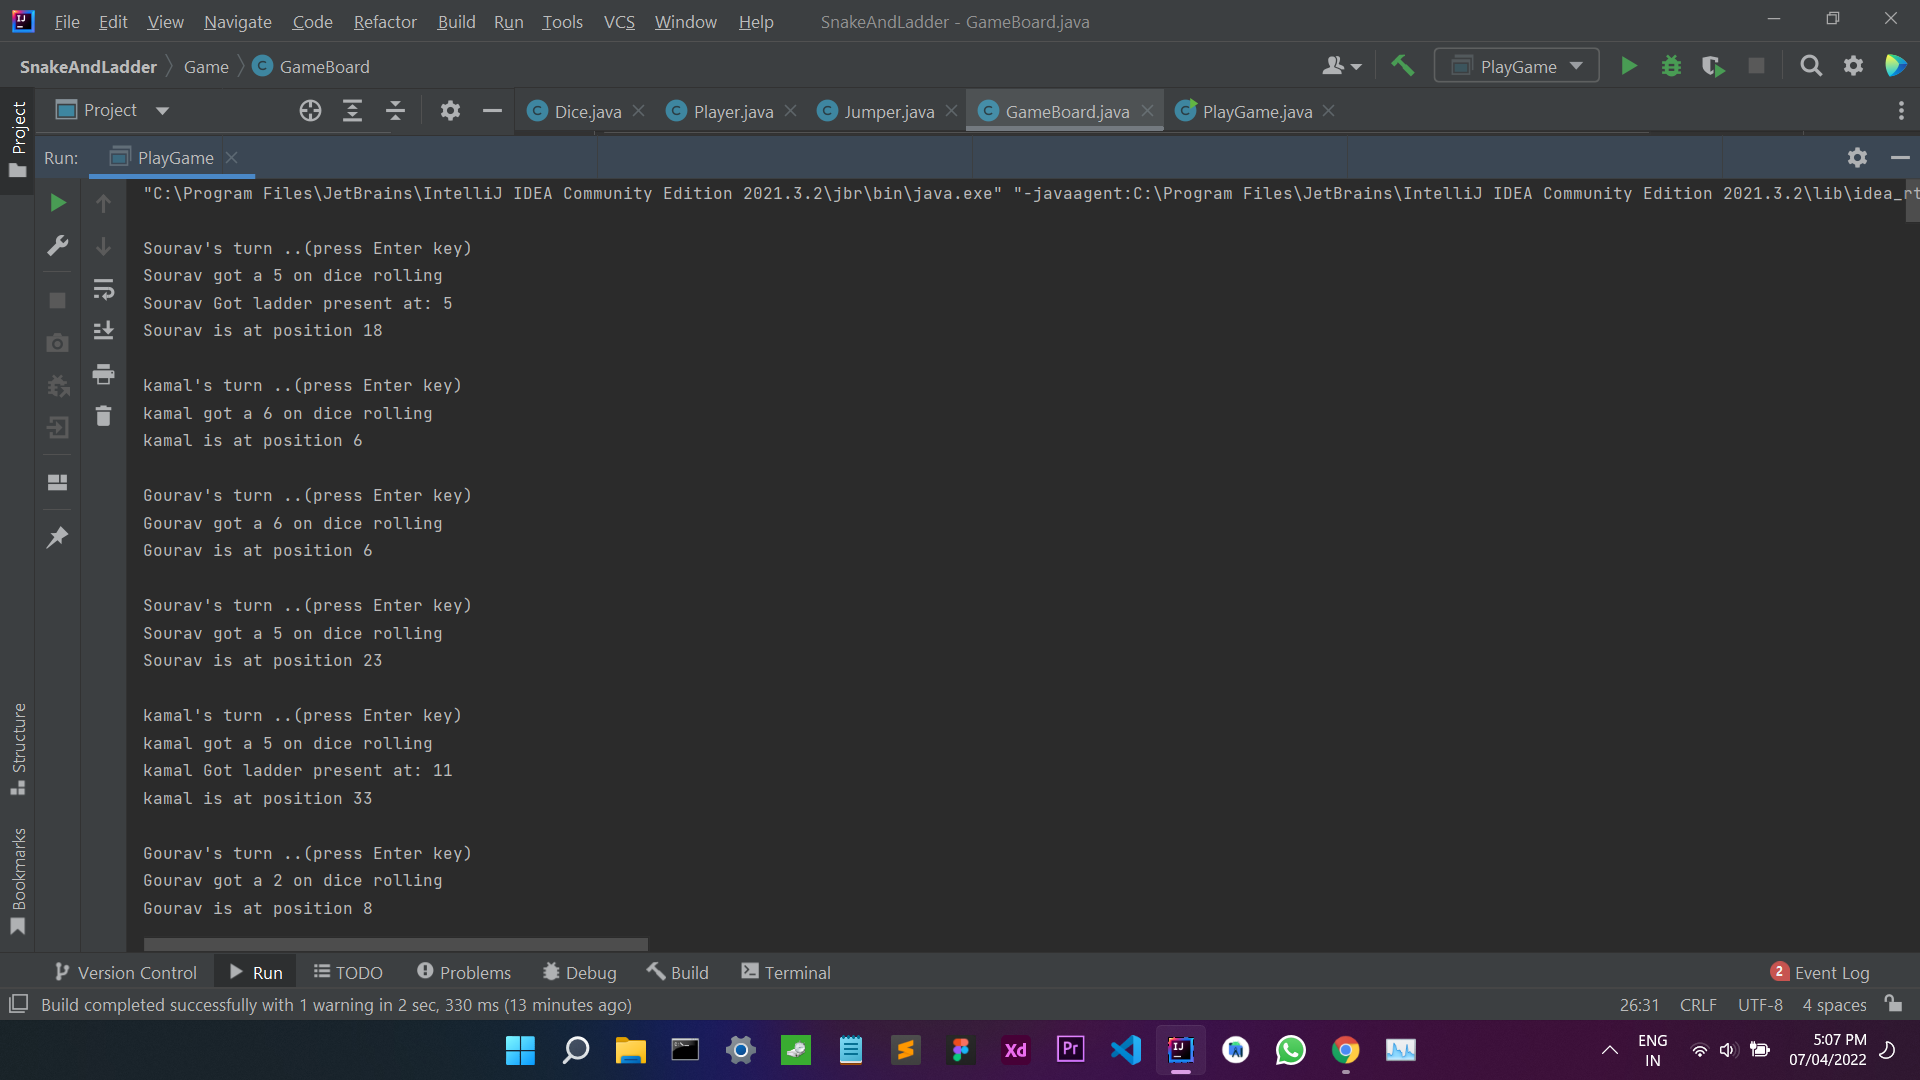 File Edit View Navigate Code Refactor Build Run Tools VCS Window Help SnakeAndLadder - GameBoard.java
SnakeAndLadder Game GameBoard PlayGame
Project Dice.java Player.java Jumper.java GameBoard.java PlayGame.java
Project
Run: PlayGame
"C:\Program Files\JetBrains\IntelliJ IDEA Community Edition 2021.3.2\jbr\bin\java.exe" "-javaagent:C:\Program Files\JetBrains\IntelliJ IDEA Community Edition 2021.3.2\lib\idea_rt
Sourav's turn ..(press Enter key)
Sourav got a 5 on dice rolling
Sourav Got ladder present at: 5
Sourav is at position 18
kamal's turn ..(press Enter key)
kamal got a 6 on dice rolling
kamal is at position 6
Gourav's turn ..(press Enter key)
Gourav got a 6 on dice rolling
Gourav is at position 6
Sourav's turn ..(press Enter key)
Sourav got a 5 on dice rolling
Sourav is at position 23
kamal's turn ..(press Enter key)
kamal got a 5 on dice rolling
kamal Got ladder present at: 11
kamal is at position 33
Gourav's turn ..(press Enter key)
Gourav got a 2 on dice rolling
Gourav is at position 8
Structure
Bookmarks
Version Control Run TODO Problems Debug Build Terminal 2 Event Log
Build completed successfully with 1 warning in 2 sec, 330 ms (13 minutes ago) 26:31 CRLF UTF-8 4 spaces
Xd Pr IJ
ENG
IN
5:07 PM
07/04/2022